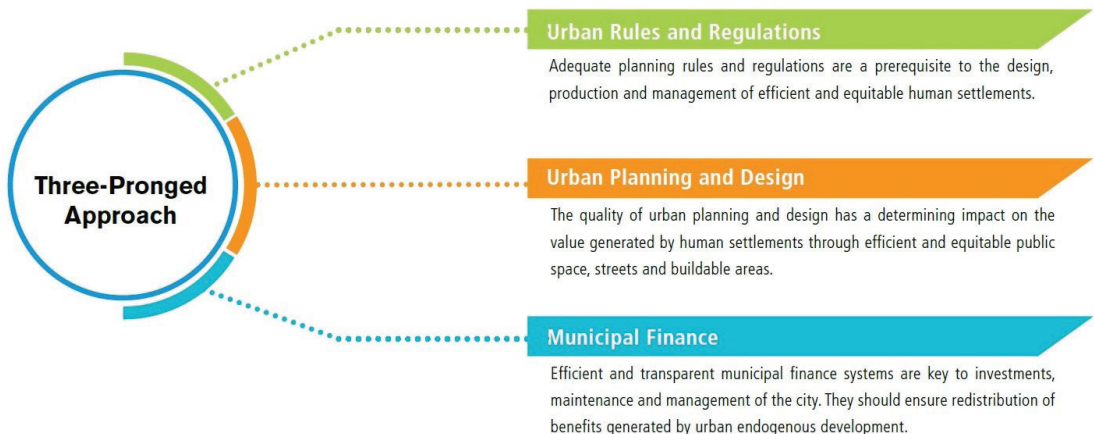 Three-Pronged
Approach
Urban Rules and Regulations
Adequate planning rules and regulations are a prerequisite to the design,
production and management of efficient and equitable human settlements.
Urban Planning and Design
The quality of urban planning and design has a determining impact on the
value generated by human settlements through efficient and equitable public
space, streets and buildable areas.
Municipal Finance
Efficient and transparent municipal finance systems are key to investments,
maintenance and management of the city. They should ensure redistribution of
benefits generated by urban endogenous development.